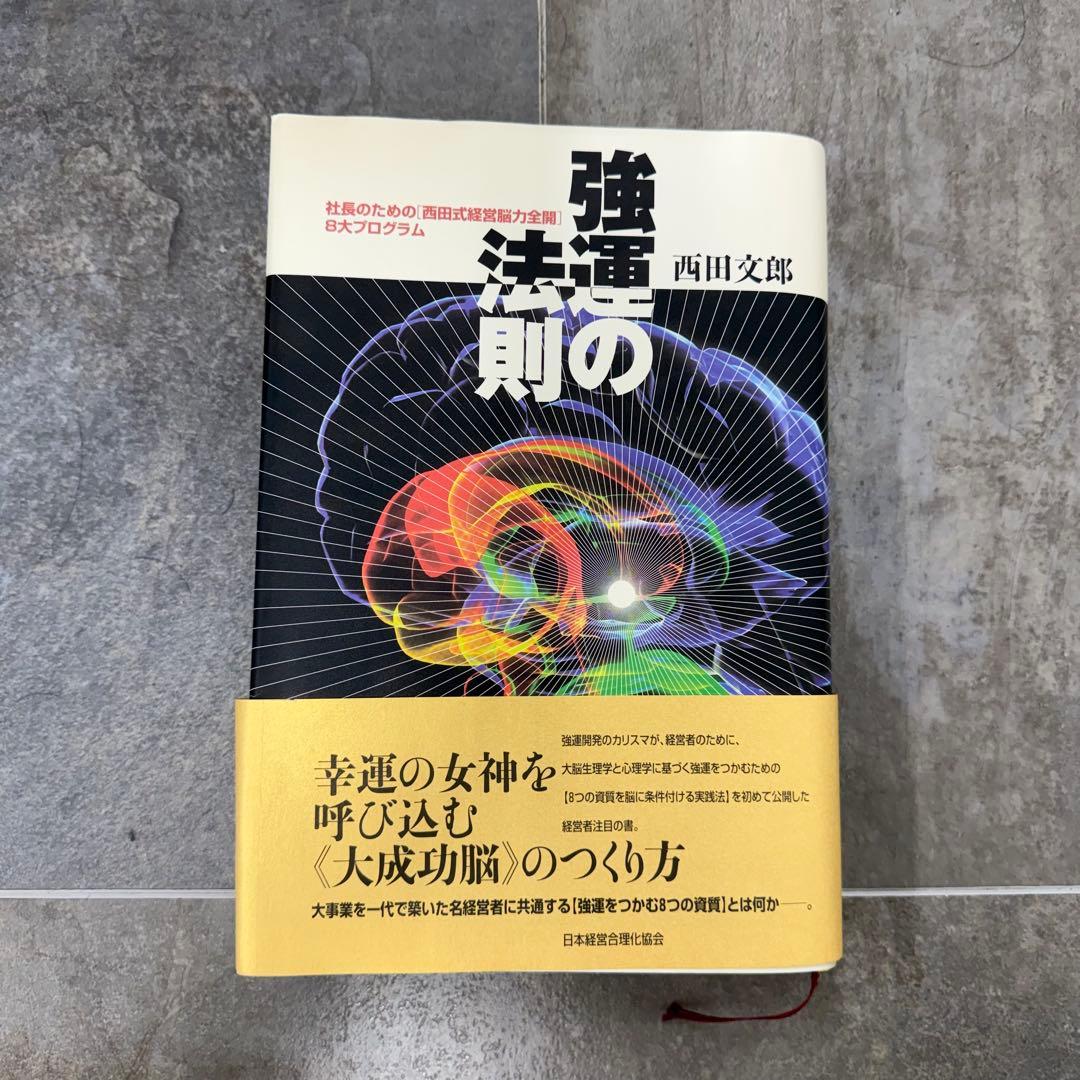 強運の
法則
社長のための[西田式経営脳力全開]
8大プログラム
西田文郎
幸運の女神を
呼び込む
《大成功脳》のつくり方
強運開発のカリスマが、経営者のために、
大脳生理学と心理学に基づく強運をつかむための
【8つの資質を脳に条件付ける実践法】を初めて公開した
経営者注目の書。
大事業を一代で築いた名経営者に共通する【強運をつかむ8つの資質】とは何か──。
日本経営合理化協会